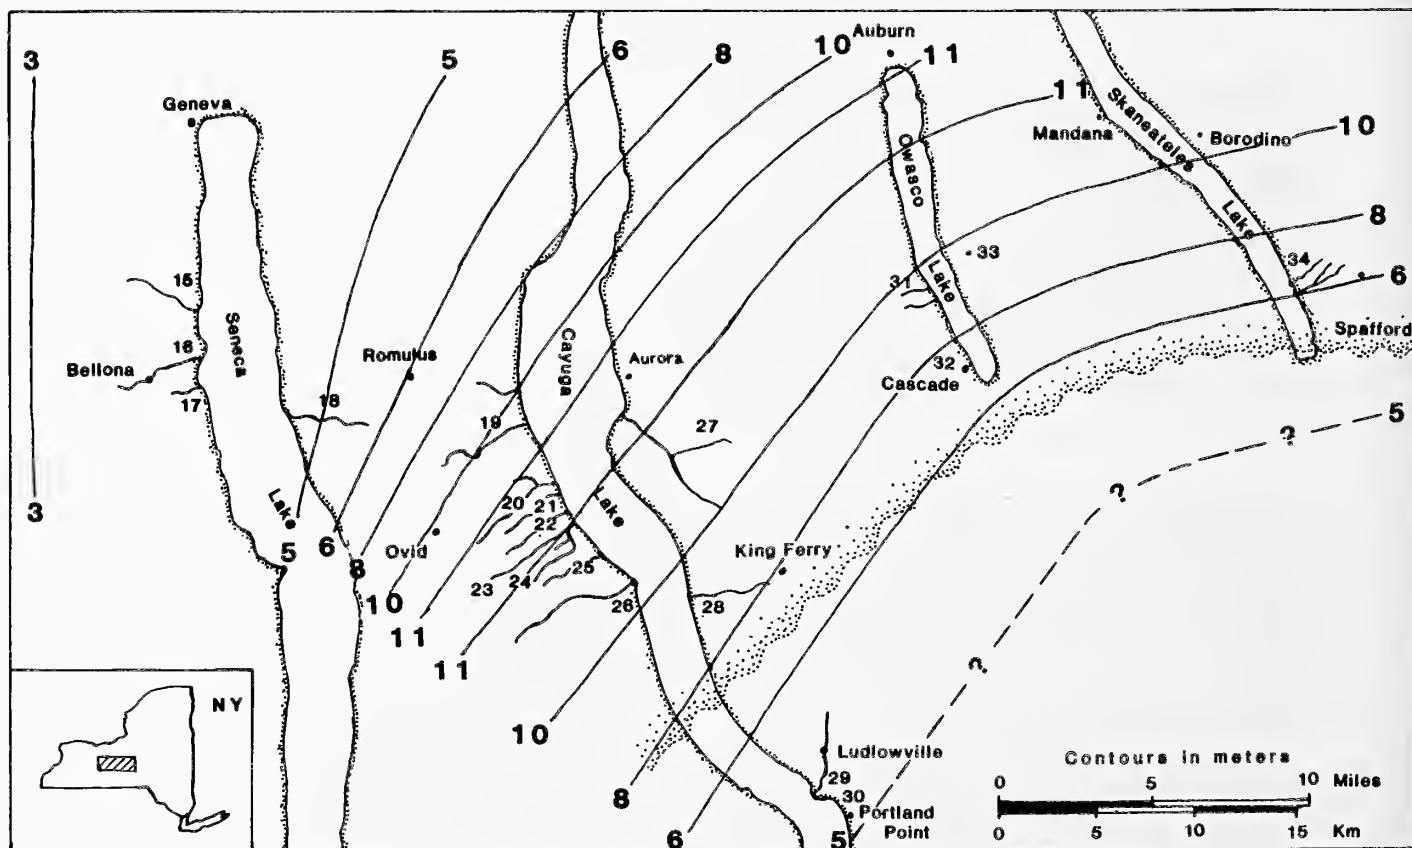 3
5
6
8
10
Auburn
11
11
10
Geneva
Mandana
Skaneateles
Lake
Borodino
Owasco
Lake
8
33
34
6
31
15
Seneca
Lake
Cayuga
Lake
Spafford
16
Bellona
Romulus
Aurora
32
Cascade
17
18
5
19
27
?
?
?
3
20
21
22
Ovid
5
6
8
King Ferry
23
24
25
10
26
28
11
11
10
NY
Ludlowville
29
30
Portland
Point
8
6
5
Contours in meters
0 5 10 Miles
0 5 10 15 Km